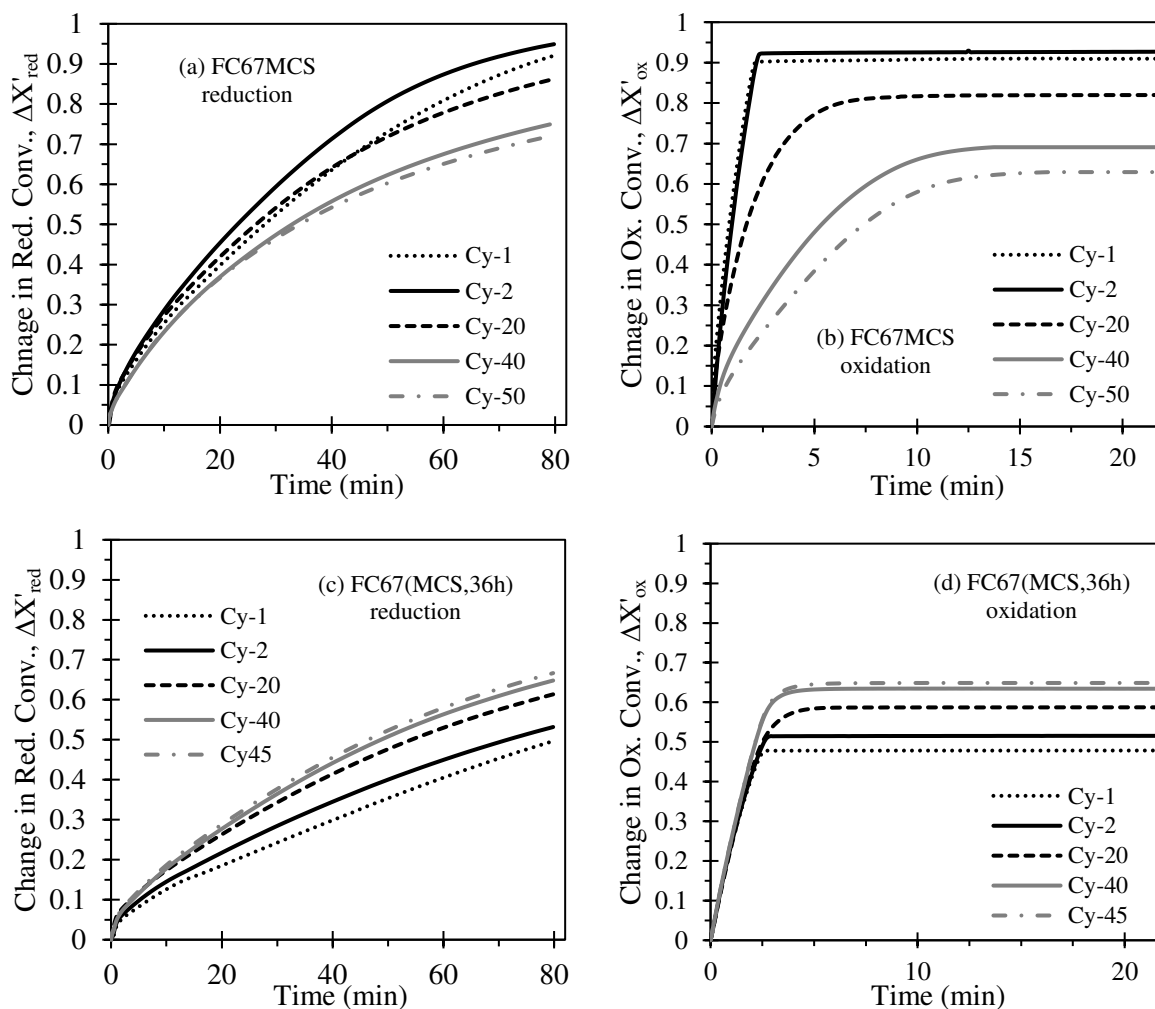 Chnage in Red. Conv., ΔX'red
1
0.9
0.8
0.7
0.6
0.5
0.4
0.3
0.2
0.1
0
(a) FC67MCS
reduction
Cy-1
Cy-2
Cy-20
Cy-40
Cy-50
0 20 40 60 80
Time (min)
Chnage in Ox. Conv., ΔX'ox
1
0.9
0.8
0.7
0.6
0.5
0.4
0.3
0.2
0.1
0
Cy-1
Cy-2
Cy-20
Cy-40
Cy-50
(b) FC67MCS
oxidation
0 5 10 15 20
Time (min)
Change in Red. Conv., ΔX'red
1
0.9
0.8
0.7
0.6
0.5
0.4
0.3
0.2
0.1
0
(c) FC67(MCS,36h)
reduction
Cy-1
Cy-2
Cy-20
Cy-40
Cy45
0 20 40 60 80
Time (min)
Change in Ox. Conv., ΔX'ox
1
0.9
0.8
0.7
0.6
0.5
0.4
0.3
0.2
0.1
0
(d) FC67(MCS,36h)
oxidation
Cy-1
Cy-2
Cy-20
Cy-40
Cy-45
0 10 20
Time (min)